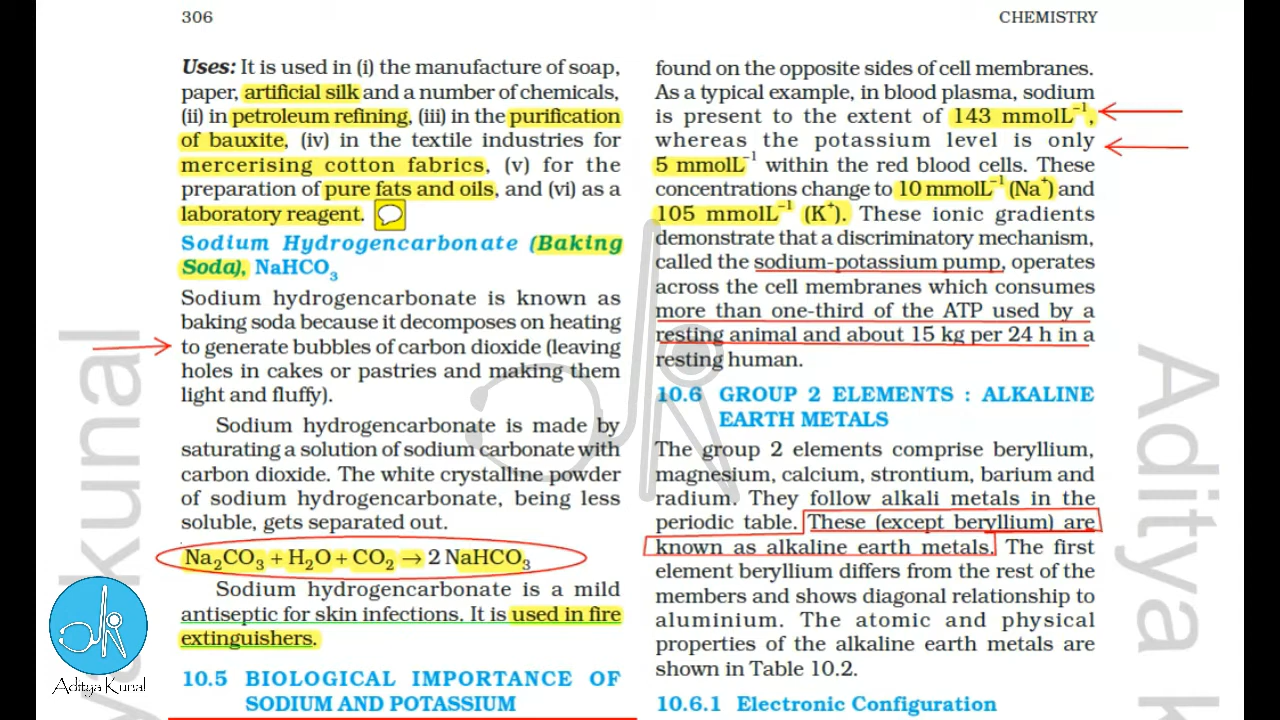 306
CHEMISTRY
Uses: It is used in (i) the manufacture of soap,
paper, artificial silk and a number of chemicals,
(ii) in petroleum refining, (iii) in the purification
of bauxite, (iv) in the textile industries for
mercerising cotton fabrics, (v) for the
preparation of pure fats and oils, and (vi) as a
laboratory reagent.
Sodium Hydrogencarbonate (Baking
Soda), NaHCO₃
Sodium hydrogencarbonate is known as
baking soda because it decomposes on heating
to generate bubbles of carbon dioxide (leaving
holes in cakes or pastries and making them
light and fluffy).
Sodium hydrogencarbonate is made by
saturating a solution of sodium carbonate with
carbon dioxide. The white crystalline powder
of sodium hydrogencarbonate, being less
soluble, gets separated out.
Na₂CO₃ + H₂O + CO₂ → 2 NaHCO₃
Sodium hydrogencarbonate is a mild
antiseptic for skin infections. It is used in fire
extinguishers.
10.5 BIOLOGICAL IMPORTANCE OF
SODIUM AND POTASSIUM
found on the opposite sides of cell membranes.
As a typical example, in blood plasma, sodium
is present to the extent of 143 mmolL⁻¹,
whereas the potassium level is only
5 mmolL⁻¹ within the red blood cells. These
concentrations change to 10 mmolL⁻¹ (Na⁺) and
105 mmolL⁻¹ (K⁺). These ionic gradients
demonstrate that a discriminatory mechanism,
called the sodium-potassium pump, operates
across the cell membranes which consumes
more than one-third of the ATP used by a
resting animal and about 15 kg per 24 h in a
resting human.
10.6 GROUP 2 ELEMENTS : ALKALINE
EARTH METALS
The group 2 elements comprise beryllium,
magnesium, calcium, strontium, barium and
radium. They follow alkali metals in the
periodic table. These (except beryllium) are
known as alkaline earth metals. The first
element beryllium differs from the rest of the
members and shows diagonal relationship to
aluminium. The atomic and physical
properties of the alkaline earth metals are
shown in Table 10.2.
10.6.1 Electronic Configuration
Aditya Kunal
kunal
Aditya k